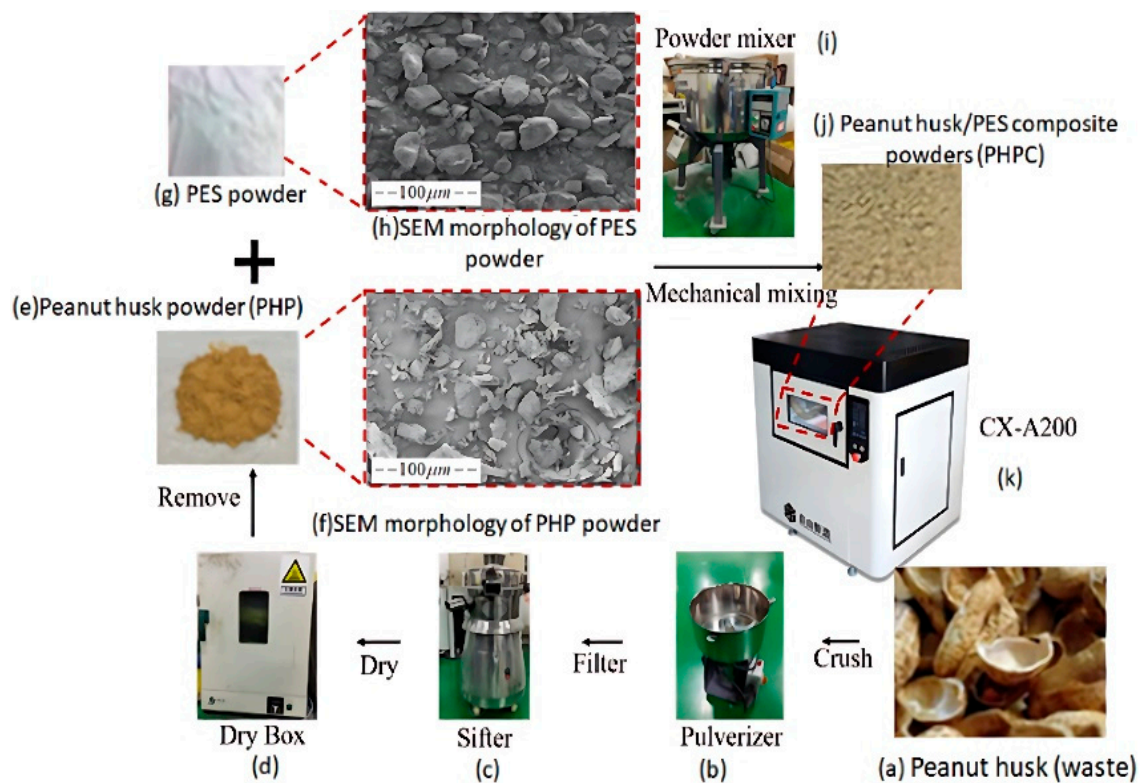 Powder mixer
(i)
(j) Peanut husk/PES composite
powders (PHPC)
(g) PES powder
--100μm--
(h)SEM morphology of PES
powder
+
(e)Peanut husk powder (PHP)
Mechanical mixing
--100μm--
CX-A200
(k)
Remove
(f)SEM morphology of PHP powder
Dry
Filter
Crush
Dry Box
Sifter
Pulverizer
(d)
(c)
(b)
(a) Peanut husk (waste)